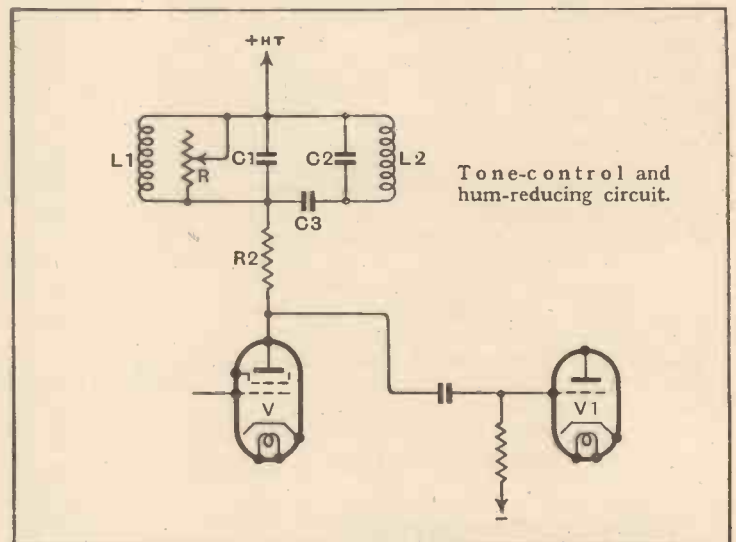 +HT
L1
R
C1
C2
L2
C3
Tone-control and
hum-reducing circuit.
R2
V
V1